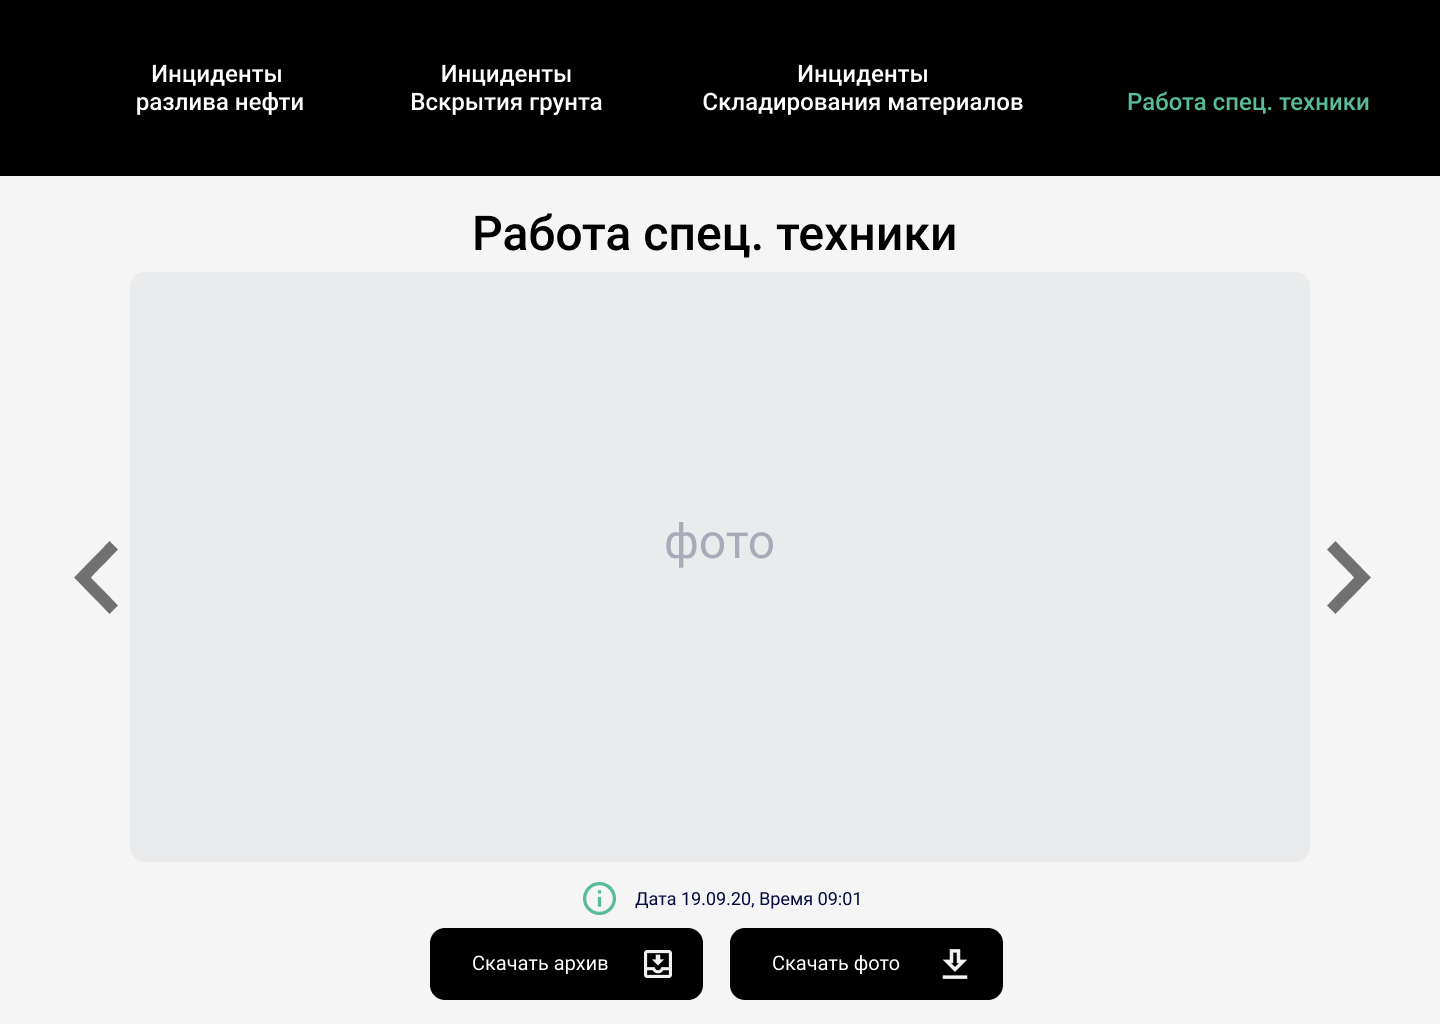 Инциденты
разлива нефти
Инциденты
Вскрытия грунта
Инциденты
Складирования материалов
Работа спец. техники
Работа спец. техники
фото
Дата 19.09.20, Время 09:01
Скачать архив
Скачать фото